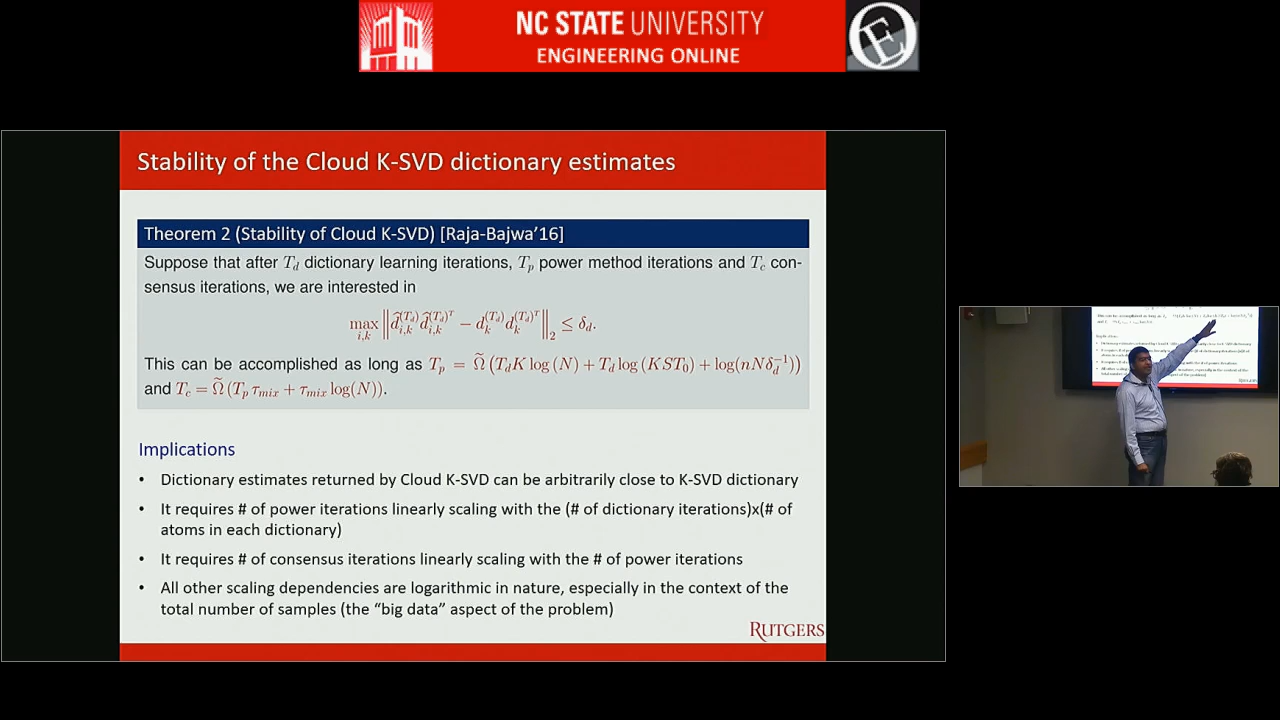 NC STATE UNIVERSITY
ENGINEERING ONLINE
Stability of the Cloud K-SVD dictionary estimates
Theorem 2 (Stability of Cloud K-SVD) [Raja-Bajwa’16]
Suppose that after T_d dictionary learning iterations, T_p power method iterations and T_c con-
sensus iterations, we are interested in
max_{i,k} ‖d̂_{i,k}^{(T_d)} d̂_{i,k}^{(T_d)^T} − d_k^{(T_d)} d_k^{(T_d)^T}‖_2 ≤ δ_d.
This can be accomplished as long as T_p = Ω̃ (T_d K log (N) + T_d log (KST_0) + log(nNδ_d^{-1}))
and T_c = Ω̃ (T_p τ_{mix} + τ_{mix} log(N)).
Implications
• Dictionary estimates returned by Cloud K-SVD can be arbitrarily close to K-SVD dictionary
• It requires # of power iterations linearly scaling with the (# of dictionary iterations)x(# of
atoms in each dictionary)
• It requires # of consensus iterations linearly scaling with the # of power iterations
• All other scaling dependencies are logarithmic in nature, especially in the context of the
total number of samples (the “big data” aspect of the problem)
RUTGERS